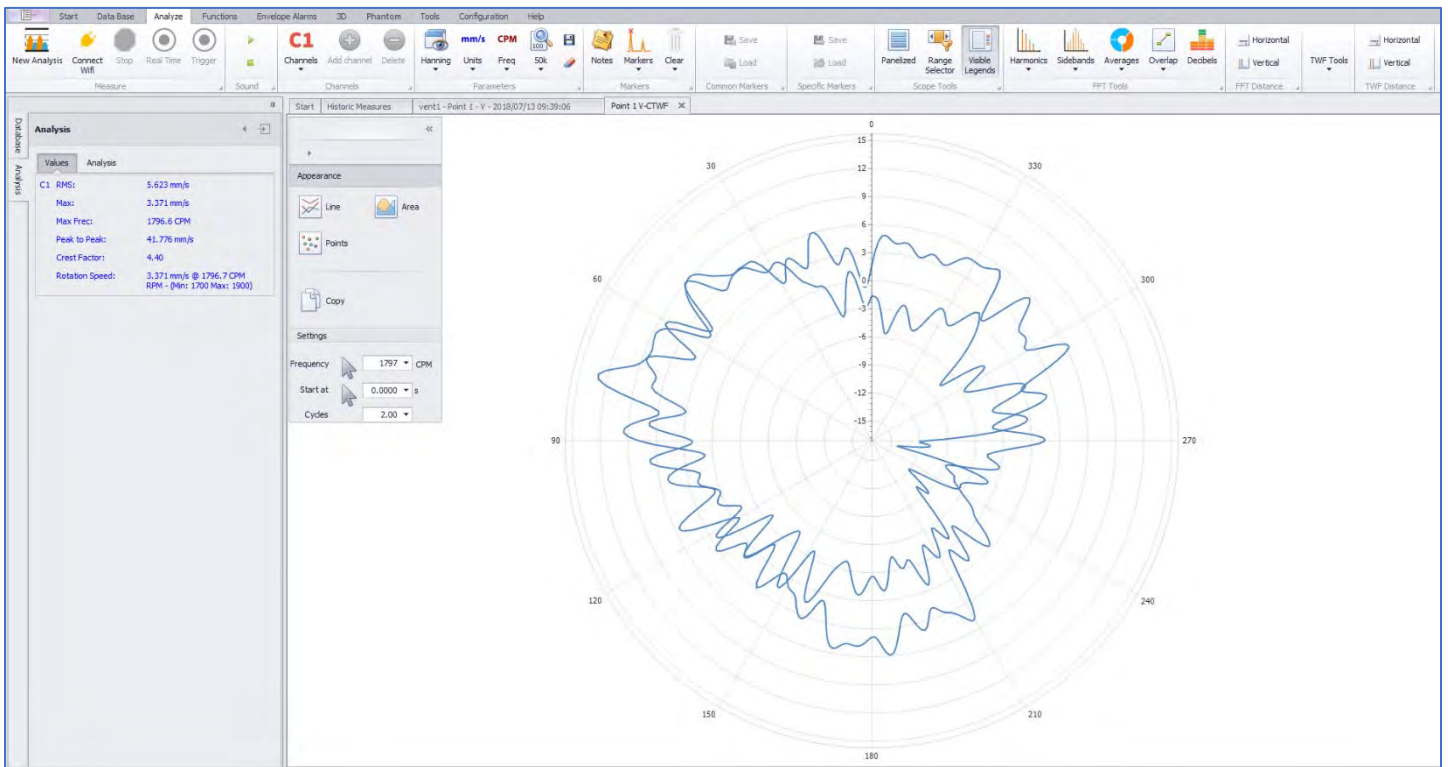 Start Data Base Analyze Functions Envelope Alarms 3D Phantom Tools Configuration Help
C1 mm/s CPM 100
New Analysis Connect Wifi Stop Real Time Trigger Channels Add channel Delete Hanning Units Freq 50k Notes Markers Clear Save Load Save Load Panelized Range Selector Visible Legends Harmonics Sidebands Averages Overlap Decibels Horizontal Vertical TWF Tools Horizontal Vertical
Measure Sound Channels Parameters Markers Common Markers Specific Markers Scope Tools FFT Tools FFT Distance TWF Distance
Start Historic Measures vent1 - Point 1 - V - 2018/07/13 09:39:06 Point 1 V-CTWF
Database
Analysis
Analysis
Values Analysis
C1 RMS: 5.623 mm/s
Max: 3.371 mm/s
Max Frec: 1796.6 CPM
Peak to Peak: 41.776 mm/s
Crest Factor: 4.40
Rotation Speed: 3.371 mm/s @ 1796.7 CPM
RPM - (Min: 1700 Max: 1900)
Appearance
Line Area
Points
Copy
Settings
Frequency 1797 CPM
Start at 0.0000 s
Cycles 2.00
0
15
12
9
6
3
0
-3
-6
-9
-12
-15
30
60
90
120
150
180
210
240
270
300
330